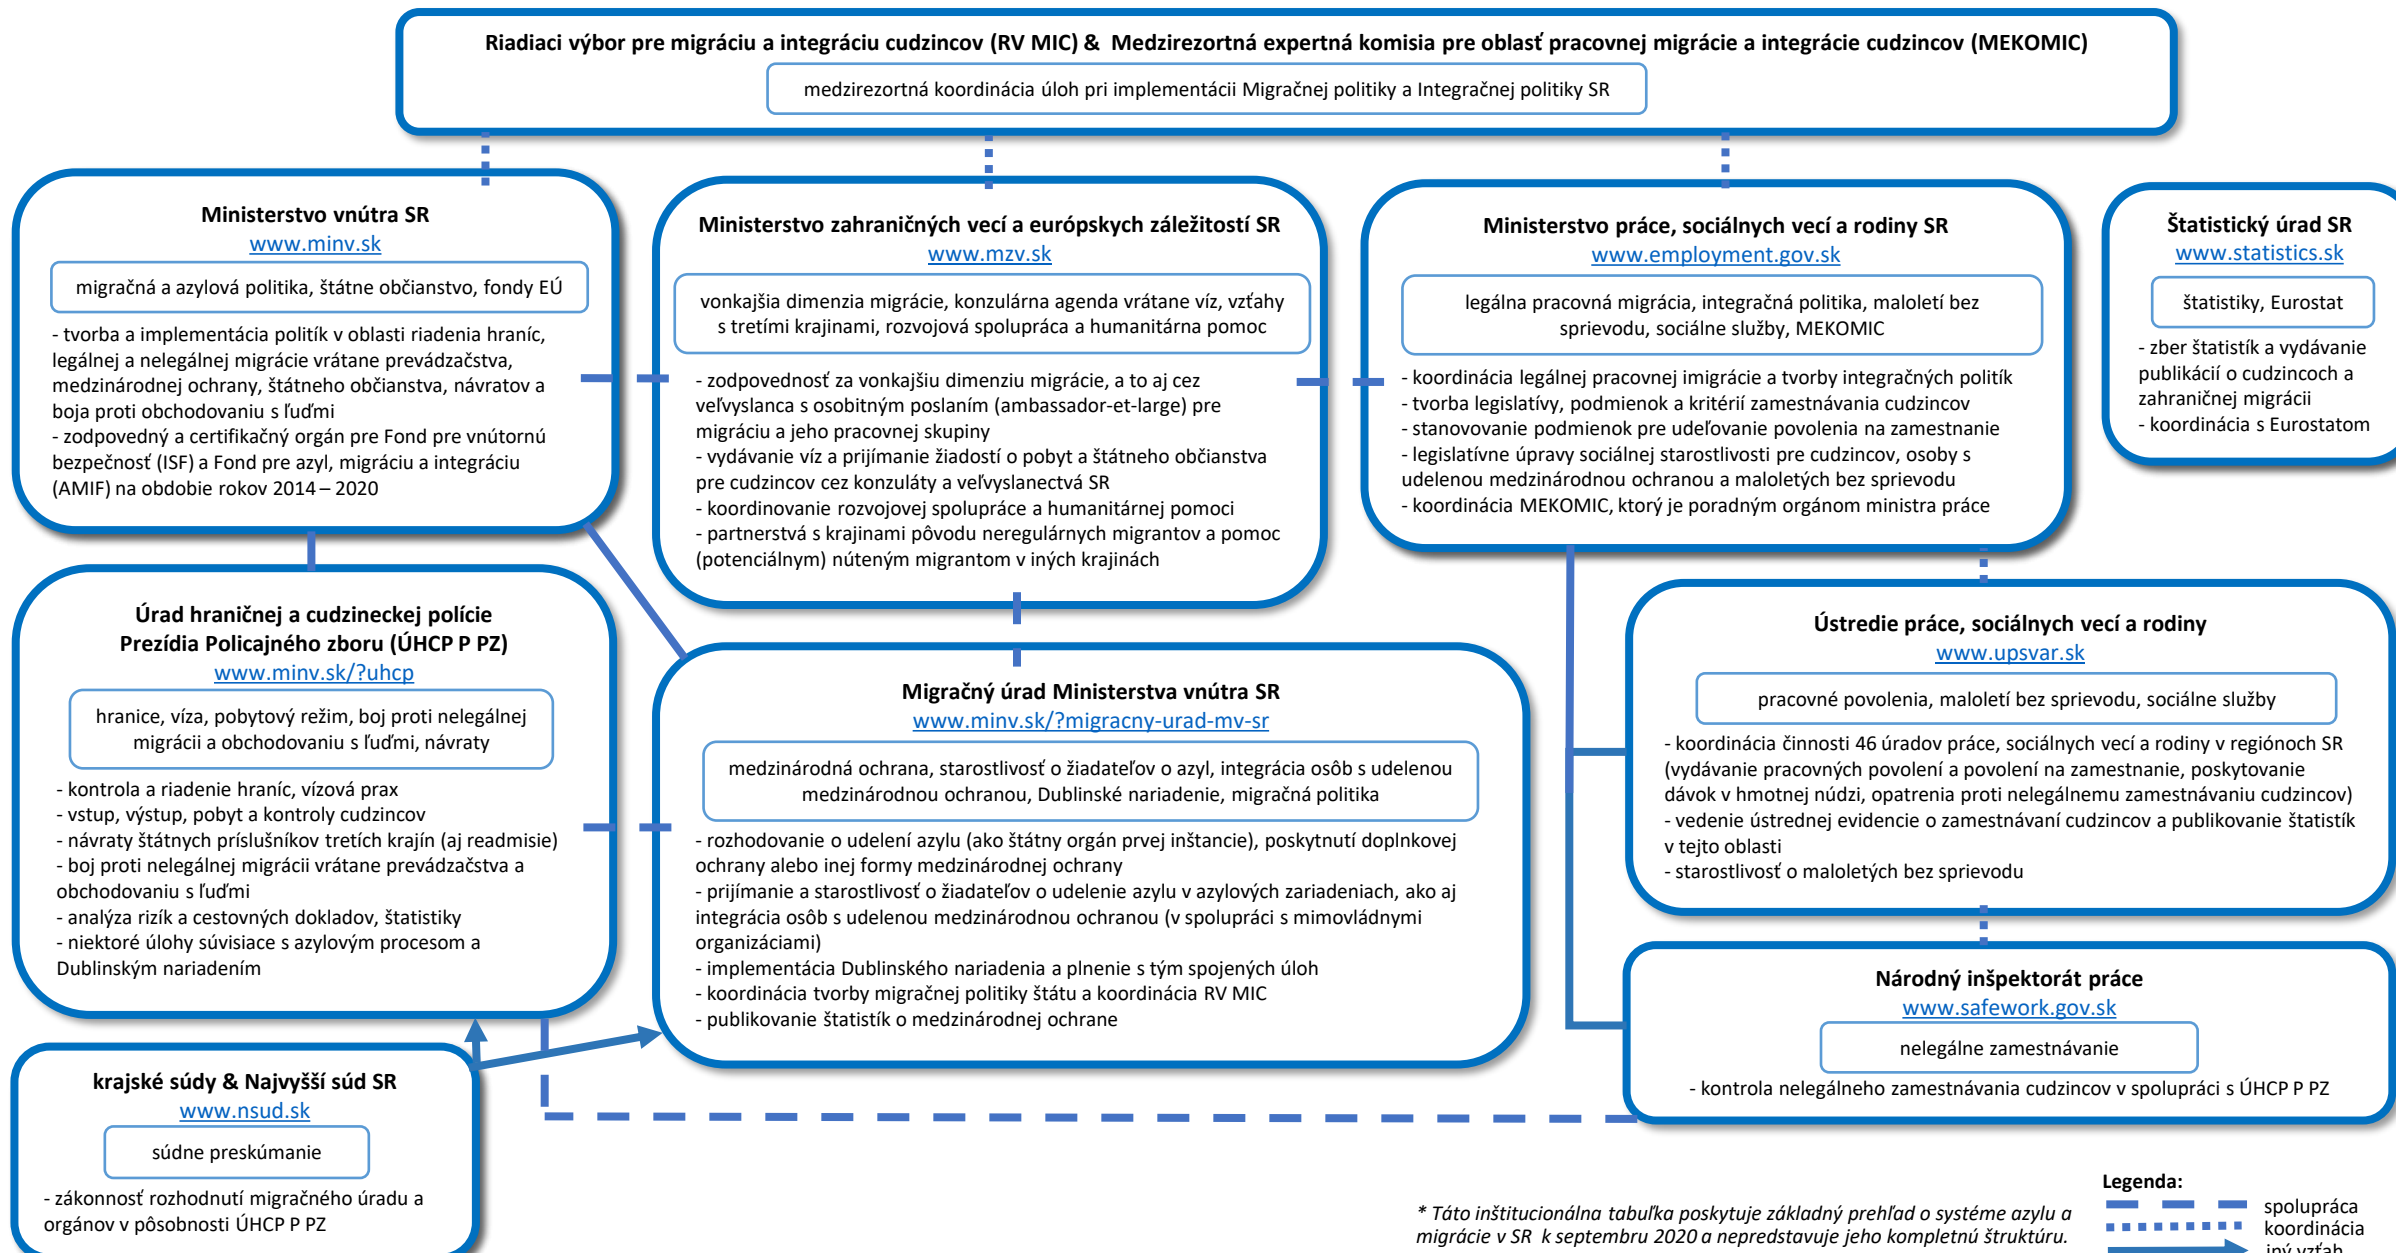 Riadiaci výbor pre migráciu a integráciu cudzincov (RV MIC) & Medzirezortná expertná komisia pre oblasť pracovnej migrácie a integrácie cudzincov (MEKOMIC)
medzirezortná koordinácia úloh pri implementácii Migračnej politiky a Integračnej politiky SR
Ministerstvo vnútra SR
www.minv.sk
migračná a azylová politika, štátne občianstvo, fondy EÚ
- tvorba a implementácia politík v oblasti riadenia hraníc,
legálnej a nelegálnej migrácie vrátane prevádzačstva,
medzinárodnej ochrany, štátneho občianstva, návratov a
boja proti obchodovaniu s ľuďmi
- zodpovedný a certifikačný orgán pre Fond pre vnútornú
bezpečnosť (ISF) a Fond pre azyl, migráciu a integráciu
(AMIF) na obdobie rokov 2014 – 2020
Ministerstvo zahraničných vecí a európskych záležitostí SR
www.mzv.sk
vonkajšia dimenzia migrácie, konzulárna agenda vrátane víz, vzťahy
s tretími krajinami, rozvojová spolupráca a humanitárna pomoc
- zodpovednosť za vonkajšiu dimenziu migrácie, a to aj cez
veľvyslanca s osobitným poslaním (ambassador-et-large) pre
migráciu a jeho pracovnej skupiny
- vydávanie víz a prijímanie žiadostí o pobyt a štátneho občianstva
pre cudzincov cez konzuláty a veľvyslanectvá SR
- koordinovanie rozvojovej spolupráce a humanitárnej pomoci
- partnerstvá s krajinami pôvodu neregulárnych migrantov a pomoc
(potenciálnym) núteným migrantom v iných krajinách
Ministerstvo práce, sociálnych vecí a rodiny SR
www.employment.gov.sk
legálna pracovná migrácia, integračná politika, maloletí bez
sprievodu, sociálne služby, MEKOMIC
- koordinácia legálnej pracovnej imigrácie a tvorby integračných politík
- tvorba legislatívy, podmienok a kritérií zamestnávania cudzincov
- stanovovanie podmienok pre udeľovanie povolenia na zamestnanie
- legislatívne úpravy sociálnej starostlivosti pre cudzincov, osoby s
udelenou medzinárodnou ochranou a maloletých bez sprievodu
- koordinácia MEKOMIC, ktorý je poradným orgánom ministra práce
Štatistický úrad SR
www.statistics.sk
štatistiky, Eurostat
- zber štatistík a vydávanie
publikácií o cudzincoch a
zahraničnej migrácii
- koordinácia s Eurostatom
Úrad hraničnej a cudzineckej polície
Prezídia Policajného zboru (ÚHCP P PZ)
www.minv.sk/?uhcp
hranice, víza, pobytový režim, boj proti nelegálnej
migrácii a obchodovaniu s ľuďmi, návraty
- kontrola a riadenie hraníc, vízová prax
- vstup, výstup, pobyt a kontroly cudzincov
- návraty štátnych príslušníkov tretích krajín (aj readmisie)
- boj proti nelegálnej migrácii vrátane prevádzačstva a
obchodovaniu s ľuďmi
- analýza rizík a cestovných dokladov, štatistiky
- niektoré úlohy súvisiace s azylovým procesom a
Dublinským nariadením
Migračný úrad Ministerstva vnútra SR
www.minv.sk/?migracny-urad-mv-sr
medzinárodná ochrana, starostlivosť o žiadateľov o azyl, integrácia osôb s udelenou
medzinárodnou ochranou, Dublinské nariadenie, migračná politika
- rozhodovanie o udelení azylu (ako štátny orgán prvej inštancie), poskytnutí doplnkovej
ochrany alebo inej formy medzinárodnej ochrany
- prijímanie a starostlivosť o žiadateľov o udelenie azylu v azylových zariadeniach, ako aj
integrácia osôb s udelenou medzinárodnou ochranou (v spolupráci s mimovládnymi
organizáciami)
- implementácia Dublinského nariadenia a plnenie s tým spojených úloh
- koordinácia tvorby migračnej politiky štátu a koordinácia RV MIC
- publikovanie štatistík o medzinárodnej ochrane
Ústredie práce, sociálnych vecí a rodiny
www.upsvar.sk
pracovné povolenia, maloletí bez sprievodu, sociálne služby
- koordinácia činnosti 46 úradov práce, sociálnych vecí a rodiny v regiónoch SR
(vydávanie pracovných povolení a povolení na zamestnanie, poskytovanie
dávok v hmotnej núdzi, opatrenia proti nelegálnemu zamestnávaniu cudzincov)
- vedenie ústrednej evidencie o zamestnávaní cudzincov a publikovanie štatistík
v tejto oblasti
- starostlivosť o maloletých bez sprievodu
Národný inšpektorát práce
www.safework.gov.sk
nelegálne zamestnávanie
- kontrola nelegálneho zamestnávania cudzincov v spolupráci s ÚHCP P PZ
krajské súdy & Najvyšší súd SR
www.nsud.sk
súdne preskúmanie
- zákonnosť rozhodnutí migračného úradu a
orgánov v pôsobnosti ÚHCP P PZ
* Táto inštitucionálna tabuľka poskytuje základný prehľad o systéme azylu a
migrácie v SR k septembru 2020 a nepredstavuje jeho kompletnú štruktúru.
Legenda:
spolupráca
koordinácia
iný vzťah